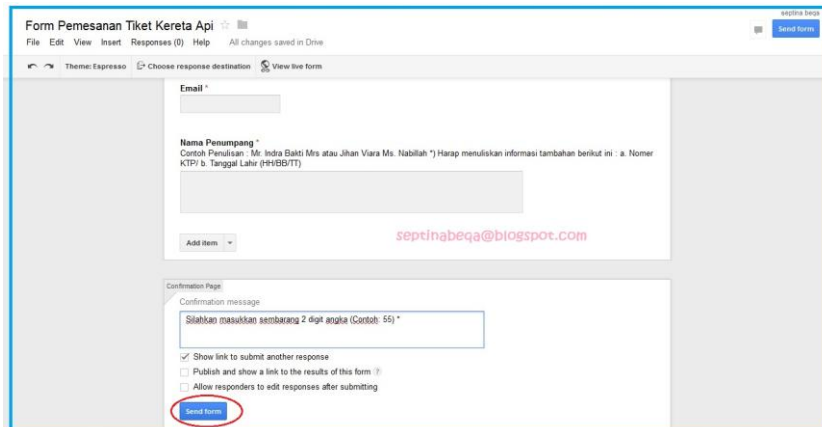 septina beqa
Form Pemesanan Tiket Kereta Api
Send form
File Edit View Insert Responses (0) Help All changes saved in Drive
Theme: Espresso Choose response destination View live form
Email *
Nama Penumpang *
Contoh Penulisan : Mr. Indra Bakti Mrs atau Jihan Viara Ms. Nabillah *) Harap menuliskan informasi tambahan berikut ini : a. Nomer
KTP/ b. Tanggal Lahir (HH/BB/TT)
septinabeqa@blogspot.com
Add item
Confirmation Page
Confirmation message
Silahkan masukkan sembarang 2 digit angka (Contoh: 55) *
Show link to submit another response
Publish and show a link to the results of this form ?
Allow responders to edit responses after submitting
Send form